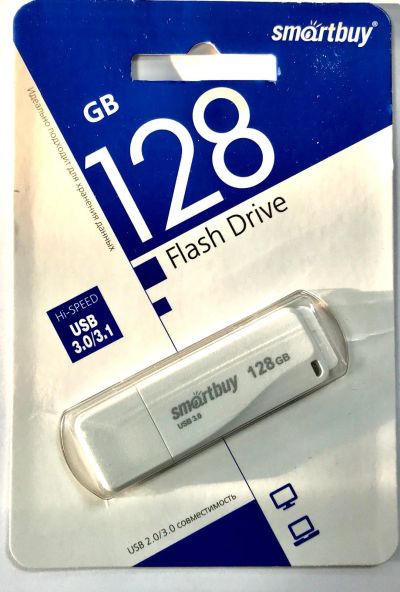 smartbuy
GB
128
Flash Drive
Идеально подходит для хранения данных
Hi-SPEED
USB
3.0/3.1
smartbuy 128 GB
USB 3.0
USB 2.0/3.0 совместимость